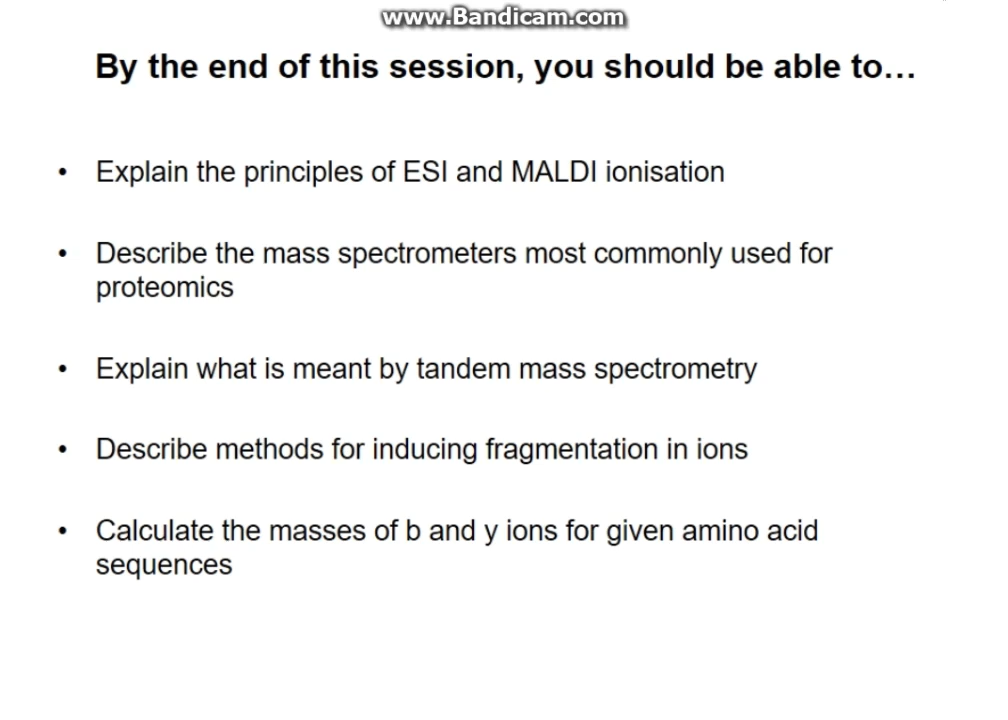 www.Bandicam.com
By the end of this session, you should be able to…
• Explain the principles of ESI and MALDI ionisation
• Describe the mass spectrometers most commonly used for
proteomics
• Explain what is meant by tandem mass spectrometry
• Describe methods for inducing fragmentation in ions
• Calculate the masses of b and y ions for given amino acid
sequences